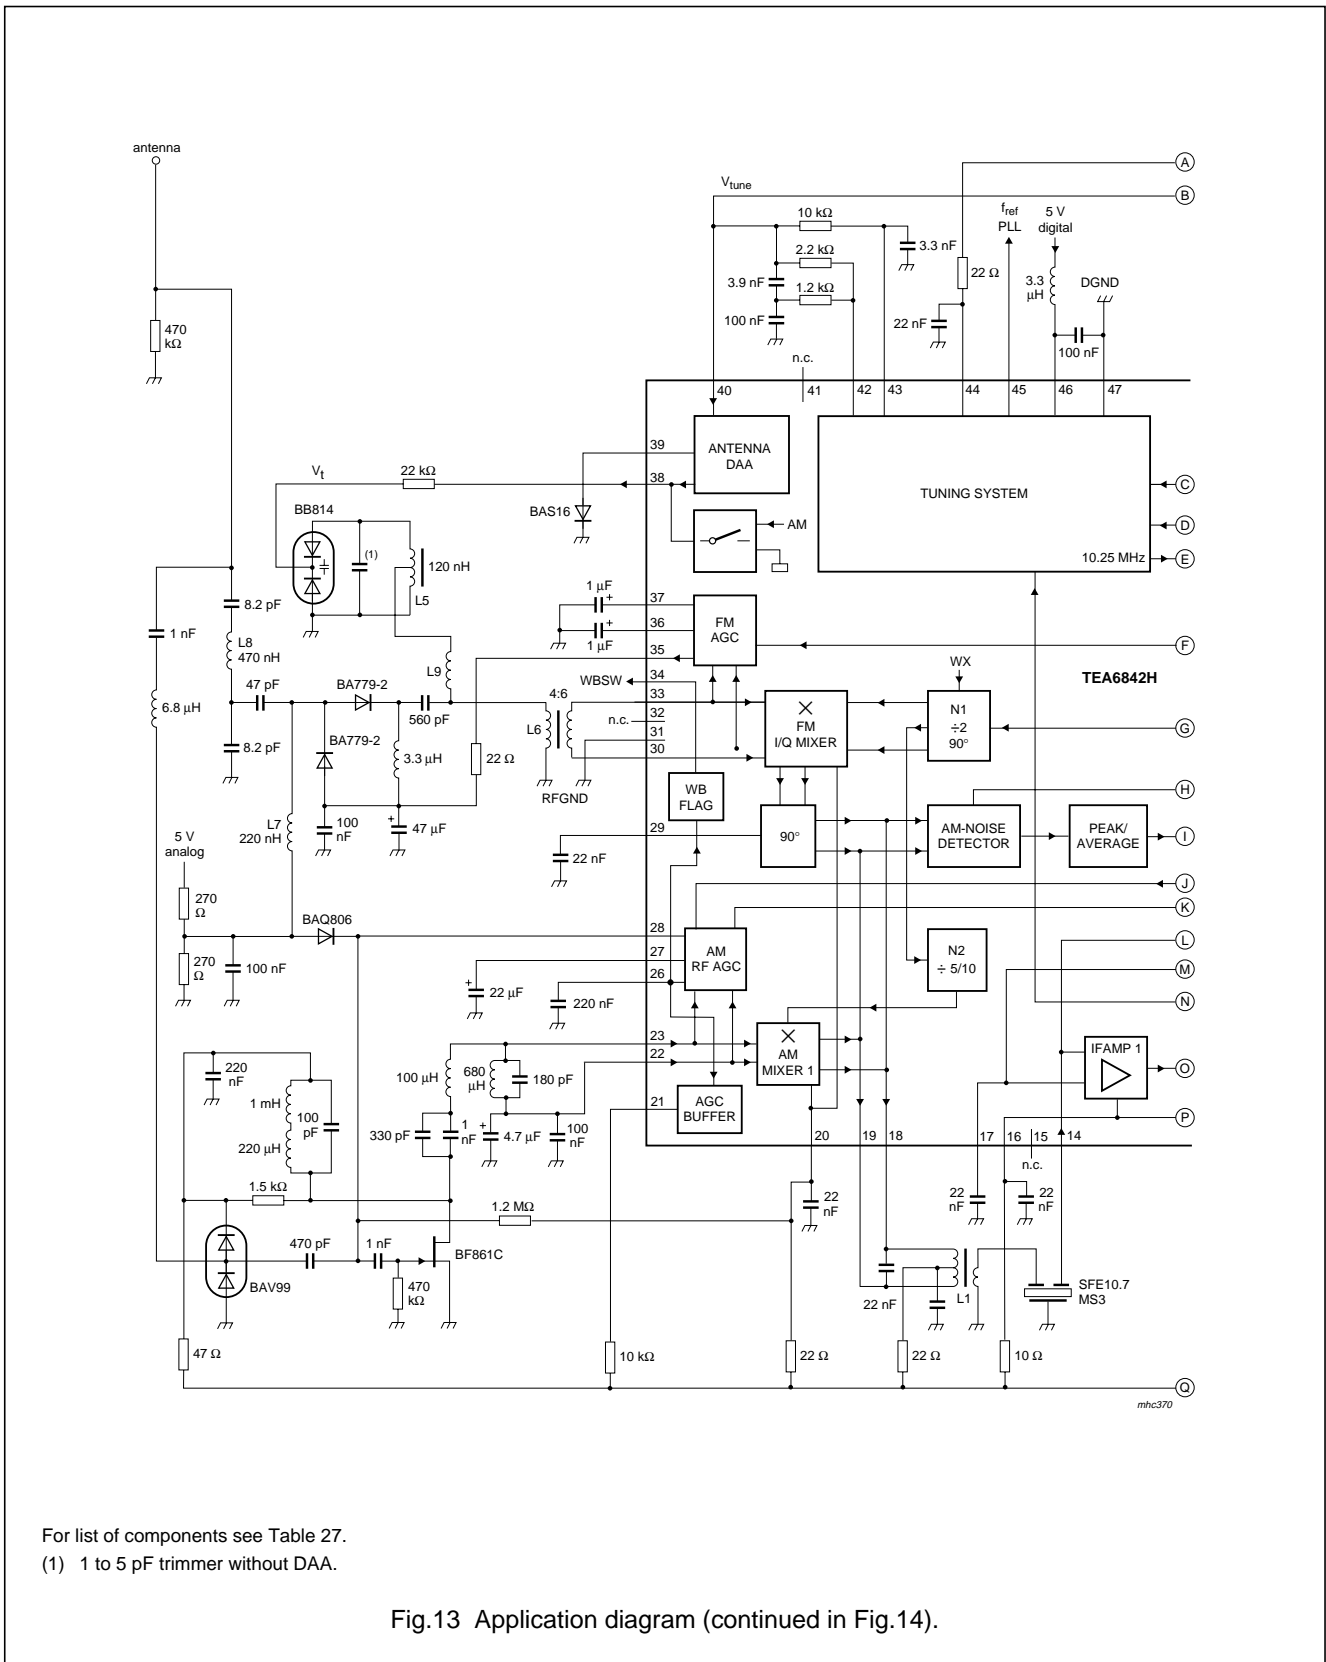 antenna
A
Vtune
B
10 kΩ
fref
PLL
5 V
digital
3.3 nF
2.2 kΩ
22 Ω
3.9 nF
3.3
μH
DGND
1.2 kΩ
470
kΩ
100 nF
22 nF
100 nF
n.c.
40
41
42
43
44
45
46
47
39
ANTENNA
DAA
Vt
22 kΩ
38
C
TUNING SYSTEM
BB814
BAS16
AM
D
(1)
10.25 MHz
E
120 nH
L5
1 μF
+
37
8.2 pF
FM
AGC
1 nF
+
36
1 μF
35
F
L8
470 nH
WX
L9
WBSW
34
TEA6842H
47 pF
BA779-2
4:6
33
6.8 μH
560 pF
n.c.
32
FM
I/Q MIXER
N1
÷2
90°
G
L6
31
BA779-2
8.2 pF
3.3 μH
22 Ω
30
RFGND
WB
FLAG
H
L7
220 nH
100
nF
+
47 μF
29
90°
AM-NOISE
DETECTOR
PEAK/
AVERAGE
I
5 V
analog
22 nF
J
270
Ω
BAQ806
K
28
L
270
Ω
100 nF
27
AM
RF AGC
N2
÷ 5/10
M
+
22 μF
26
220 nF
N
23
AM
MIXER 1
IFAMP 1
220
nF
100 μH
680
μH
180 pF
22
O
1 mH
100
pF
21
AGC
BUFFER
P
220 μH
330 pF
1
nF
+
4.7 μF
100
nF
20
19
18
17
16
15
14
n.c.
1.5 kΩ
1.2 MΩ
22
nF
22
nF
22
nF
470 pF
1 nF
BF861C
BAV99
470
kΩ
22 nF
L1
SFE10.7
MS3
47 Ω
10 kΩ
22 Ω
22 Ω
10 Ω
Q
mhc370
For list of components see Table 27.
(1) 1 to 5 pF trimmer without DAA.
Fig.13 Application diagram (continued in Fig.14).